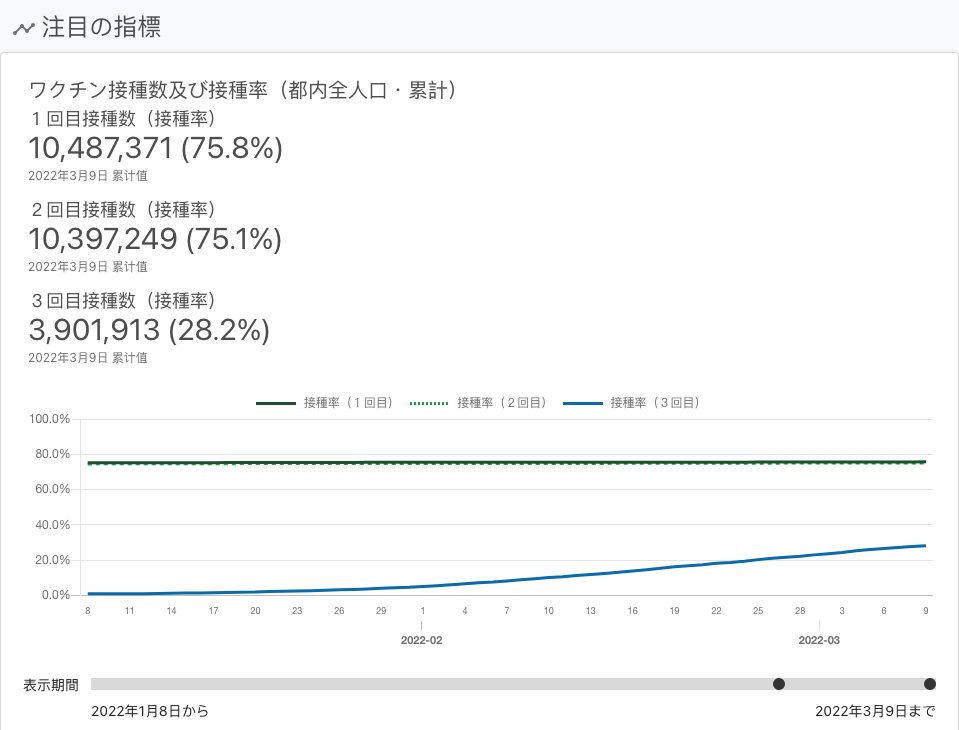 注目の指標
ワクチン接種数及び接種率（都内全人口・累計）
１回目接種数（接種率）
10,487,371 (75.8%)
2022年3月9日 累计值
２回目接種数（接種率）
10,397,249 (75.1%)
2022年3月9日 累计值
３回目接種数（接種率）
3,901,913 (28.2%)
2022年3月9日 累计值
接種率（１回目） 接種率（２回目） 接種率（３回目）
100.0%
80.0%
60.0%
40.0%
20.0%
0.0%
8 11 14 17 20 23 26 29 1 4 7 10 13 16 19 22 25 28 3 6 9
2022-02 2022-03
表示期間
2022年1月8日から 2022年3月9日まで